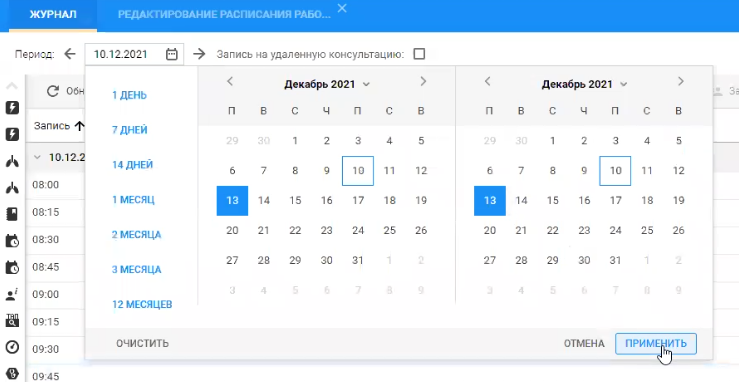 ЖУРНАЛ РЕДАКТИРОВАНИЕ РАСПИСАНИЯ РАБО...
Период: 10.12.2021 Запись на удаленную консультацию:
Обн
За
Запись
10.12.2
08:00
08:15
08:30
08:45
09:00
09:15
09:30
09:45
1 ДЕНЬ
7 ДНЕЙ
14 ДНЕЙ
1 МЕСЯЦ
2 МЕСЯЦА
3 МЕСЯЦА
12 МЕСЯЦЕВ
Декабрь 2021
П В С Ч П С В
29 30 1 2 3 4 5
6 7 8 9 10 11 12
13 14 15 16 17 18 19
20 21 22 23 24 25 26
27 28 29 30 31 1 2
3 4 5 6 7 8 9
Декабрь 2021
П В С Ч П С В
29 30 1 2 3 4 5
6 7 8 9 10 11 12
13 14 15 16 17 18 19
20 21 22 23 24 25 26
27 28 29 30 31 1 2
3 4 5 6 7 8 9
ОЧИСТИТЬ ОТМЕНА ПРИМЕНИТЬ